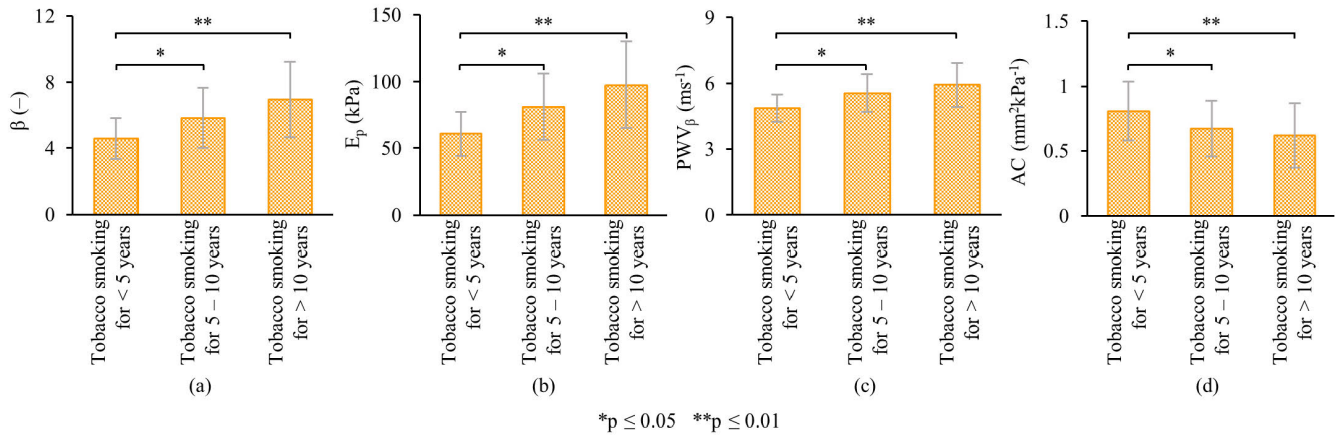 12
8
4
0
β (–)
**
*
Tobacco smoking
for < 5 years
Tobacco smoking
for 5 – 10 years
Tobacco smoking
for > 10 years
(a)
150
100
50
0
Eₚ (kPa)
**
*
Tobacco smoking
for < 5 years
Tobacco smoking
for 5 – 10 years
Tobacco smoking
for > 10 years
(b)
9
6
3
0
PWVᵦ (ms⁻¹)
**
*
Tobacco smoking
for < 5 years
Tobacco smoking
for 5 – 10 years
Tobacco smoking
for > 10 years
(c)
1.5
1
0.5
0
AC (mm²kPa⁻¹)
**
*
Tobacco smoking
for < 5 years
Tobacco smoking
for 5 – 10 years
Tobacco smoking
for > 10 years
(d)
*p ≤ 0.05 **p ≤ 0.01